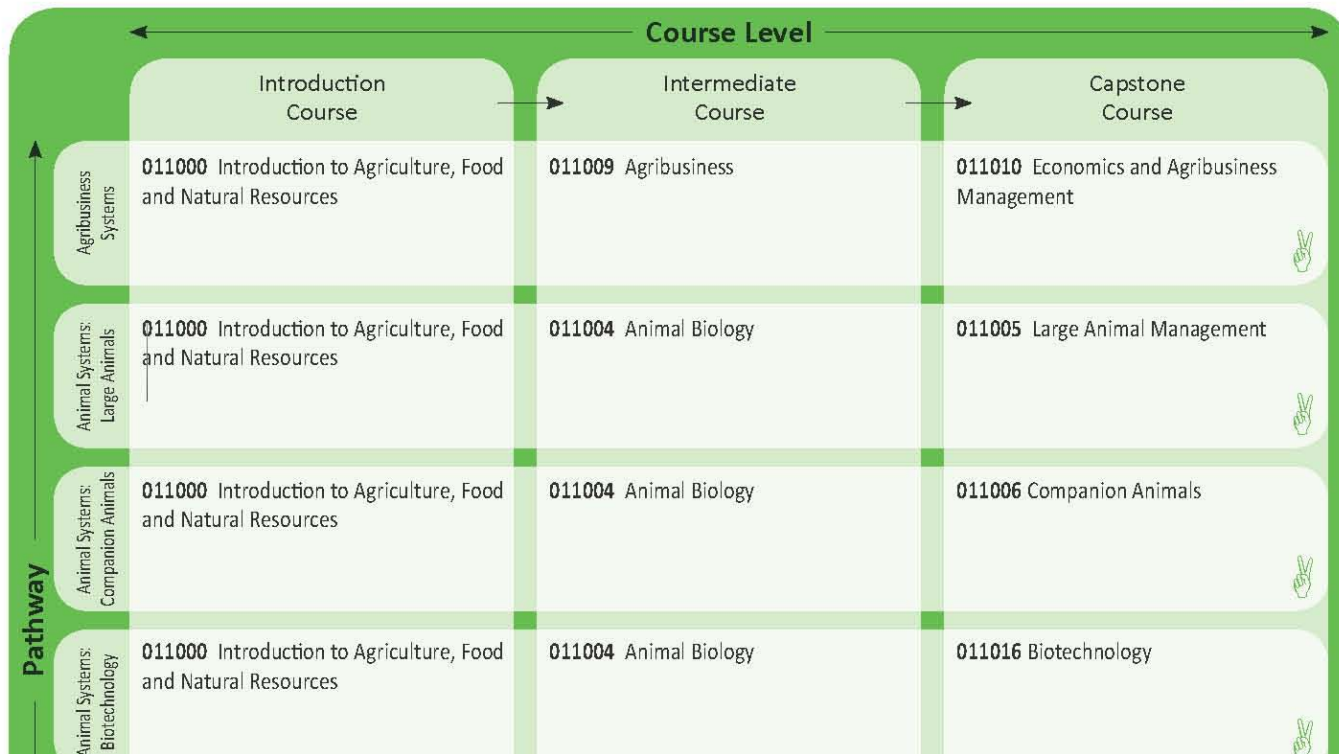 Course Level
Introduction
Course
Intermediate
Course
Capstone
Course
Pathway
Agribusiness
Systems
011000 Introduction to Agriculture, Food
and Natural Resources
011009 Agribusiness
011010 Economics and Agribusiness
Management
Animal Systems:
Large Animals
011000 Introduction to Agriculture, Food
and Natural Resources
011004 Animal Biology
011005 Large Animal Management
Animal Systems:
Companion Animals
011000 Introduction to Agriculture, Food
and Natural Resources
011004 Animal Biology
011006 Companion Animals
Animal Systems:
Biotechnology
011000 Introduction to Agriculture, Food
and Natural Resources
011004 Animal Biology
011016 Biotechnology